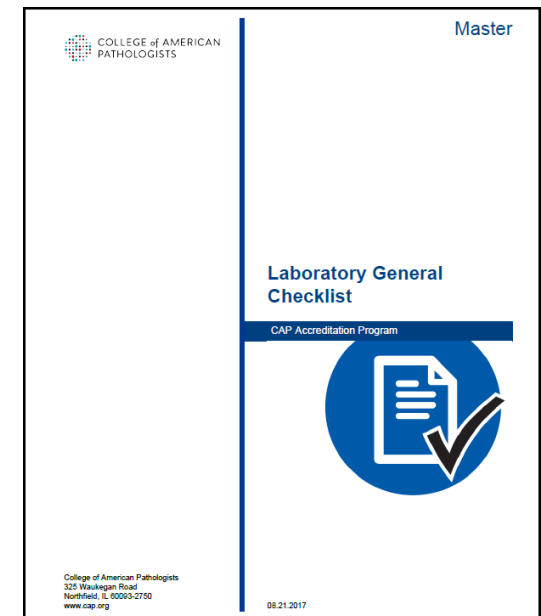 COLLEGE of AMERICAN
PATHOLOGISTS
Master
Laboratory General
Checklist
CAP Accreditation Program
College of American Pathologists
325 Waukegan Road
Northfield, IL 60093-2750
www.cap.org
08.21.2017